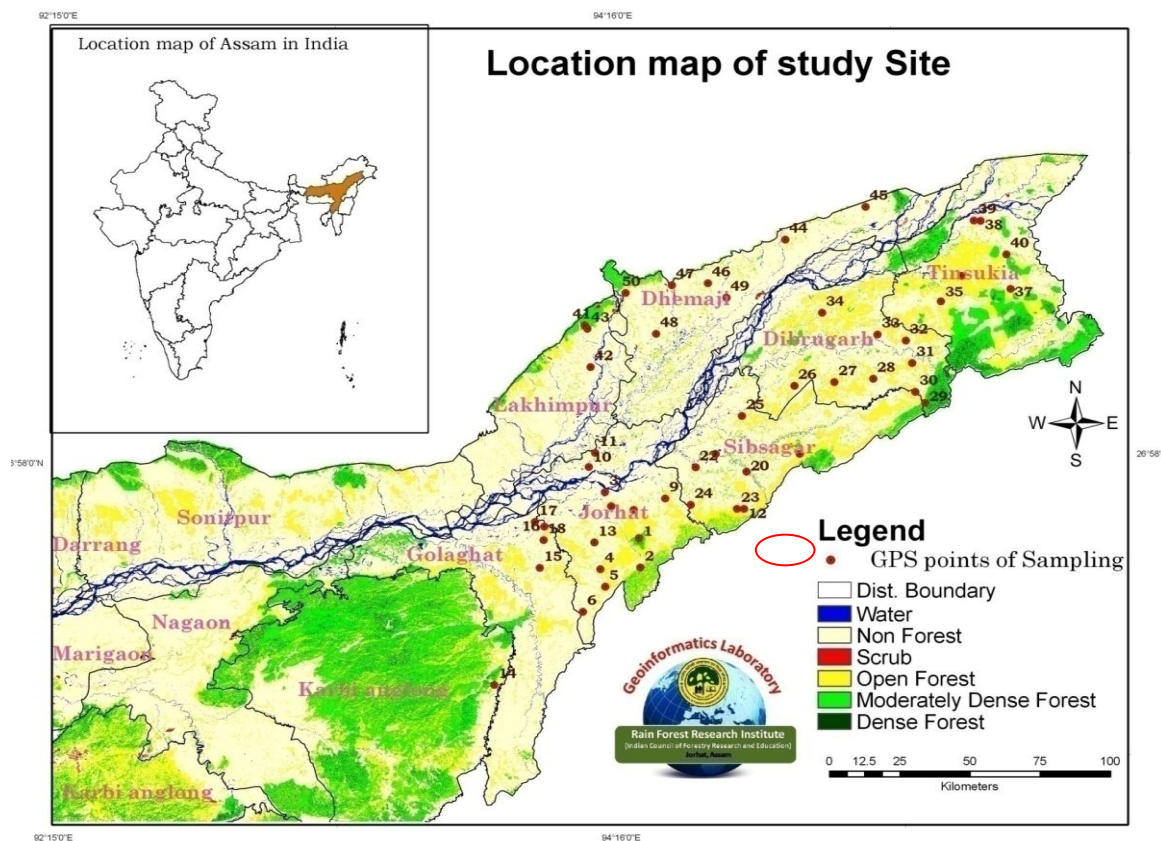 92°15'0"E
94°16'0"E
Location map of Assam in India
Location map of study Site
45
39
38
44
40
Tinsukia
47
46
50
37
Dhemaji
49
35
34
41
43
48
33
32
Dibrugarh
31
42
26
27
28
30
29
Lakhimpur
25
N
W
E
S
11
Sibsagar
10
22
20
26°58'
3
9
24
23
12
Sonitpur
17
Jorhat
16
18
1
13
Darrang
Golaghat
15
4
2
5
6
Nagaon
Marigaon
14
Karbi anglong
Karbi anglong
Legend
GPS points of Sampling
Dist. Boundary
Water
Non Forest
Scrub
Open Forest
Moderately Dense Forest
Dense Forest
0 12.5 25 50 75 100
Kilometers
Geoinformatics Laboratory
Rain Forest Research Institute
(Indian Council of Forestry Research and Education)
Jorhat, Assam
92°15'0"E
94°16'0"E